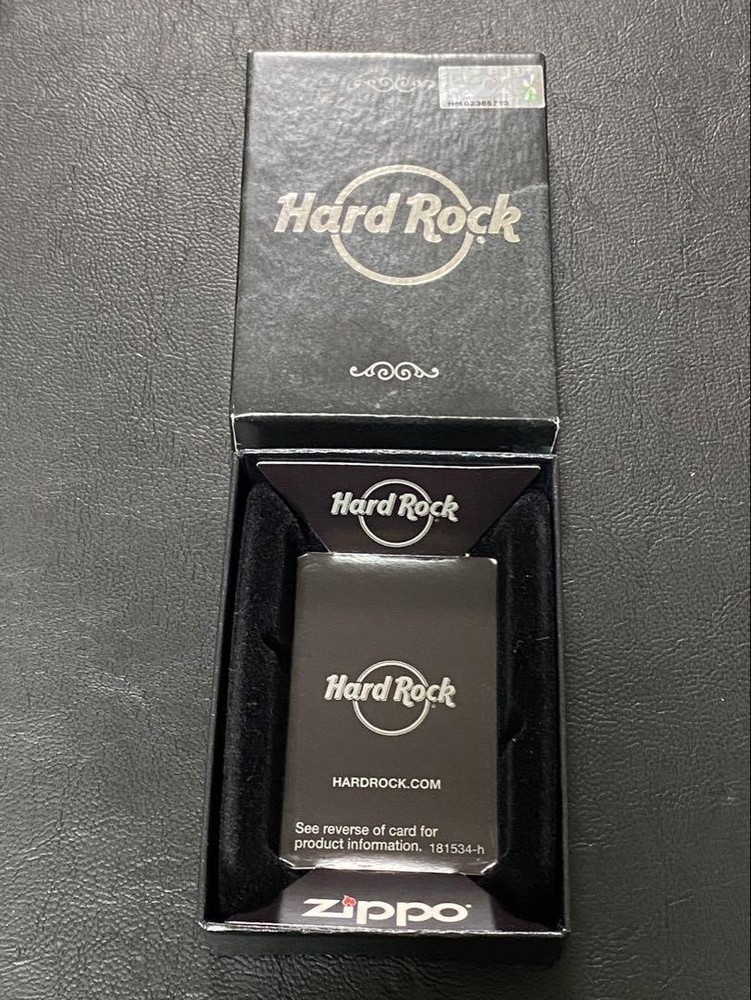 Hard Rock
Hard Rock
Hard Rock
HARDROCK.COM
See reverse of card for
product information. 181534-h
zippo